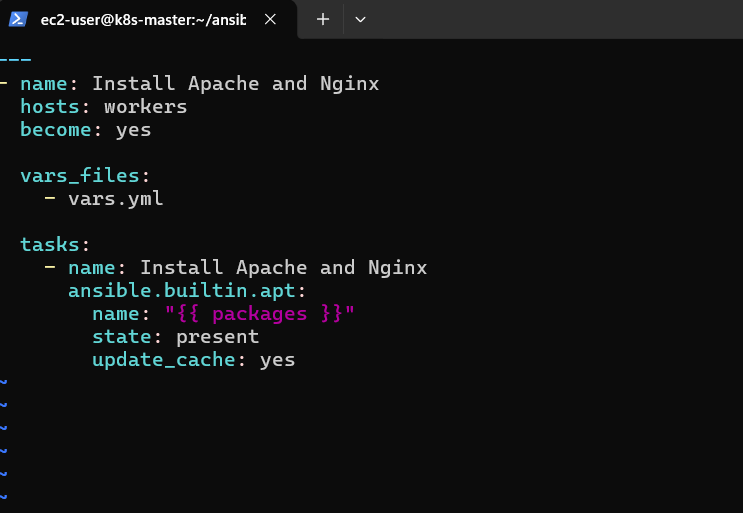 ec2-user@k8s-master:~/ansib
---
- name: Install Apache and Nginx
  hosts: workers
  become: yes

  vars_files:
    - vars.yml

  tasks:
    - name: Install Apache and Nginx
      ansible.builtin.apt:
        name: "{{ packages }}"
        state: present
        update_cache: yes
~
~
~
~
~
~